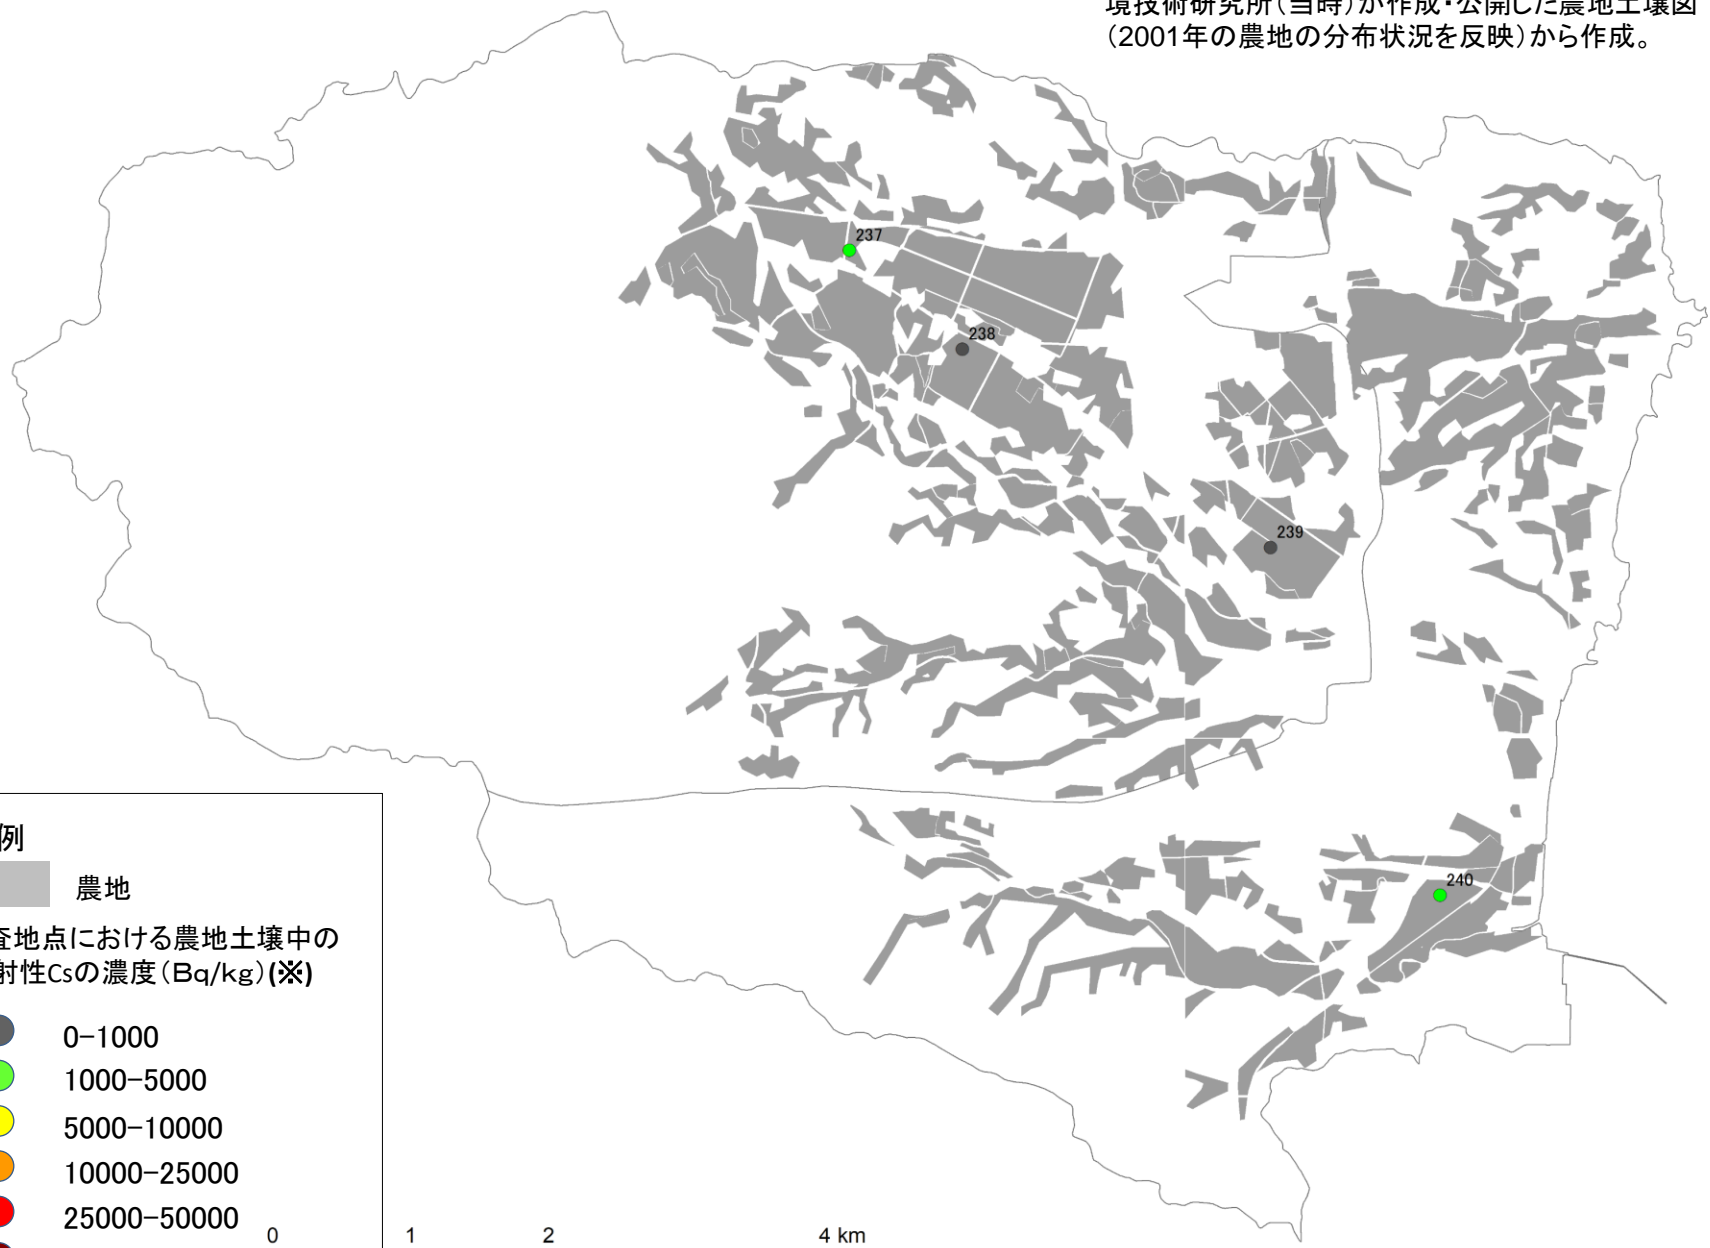 境技術研究所（当時）が作成・公開した農地土壌図
（2001年の農地の分布状況を反映）から作成。
237
238
239
240
例
農地
査地点における農地土壌中の
射性Csの濃度（Bq/kg）(※)
0-1000
1000-5000
5000-10000
10000-25000
25000-50000
0 1 2 4 km